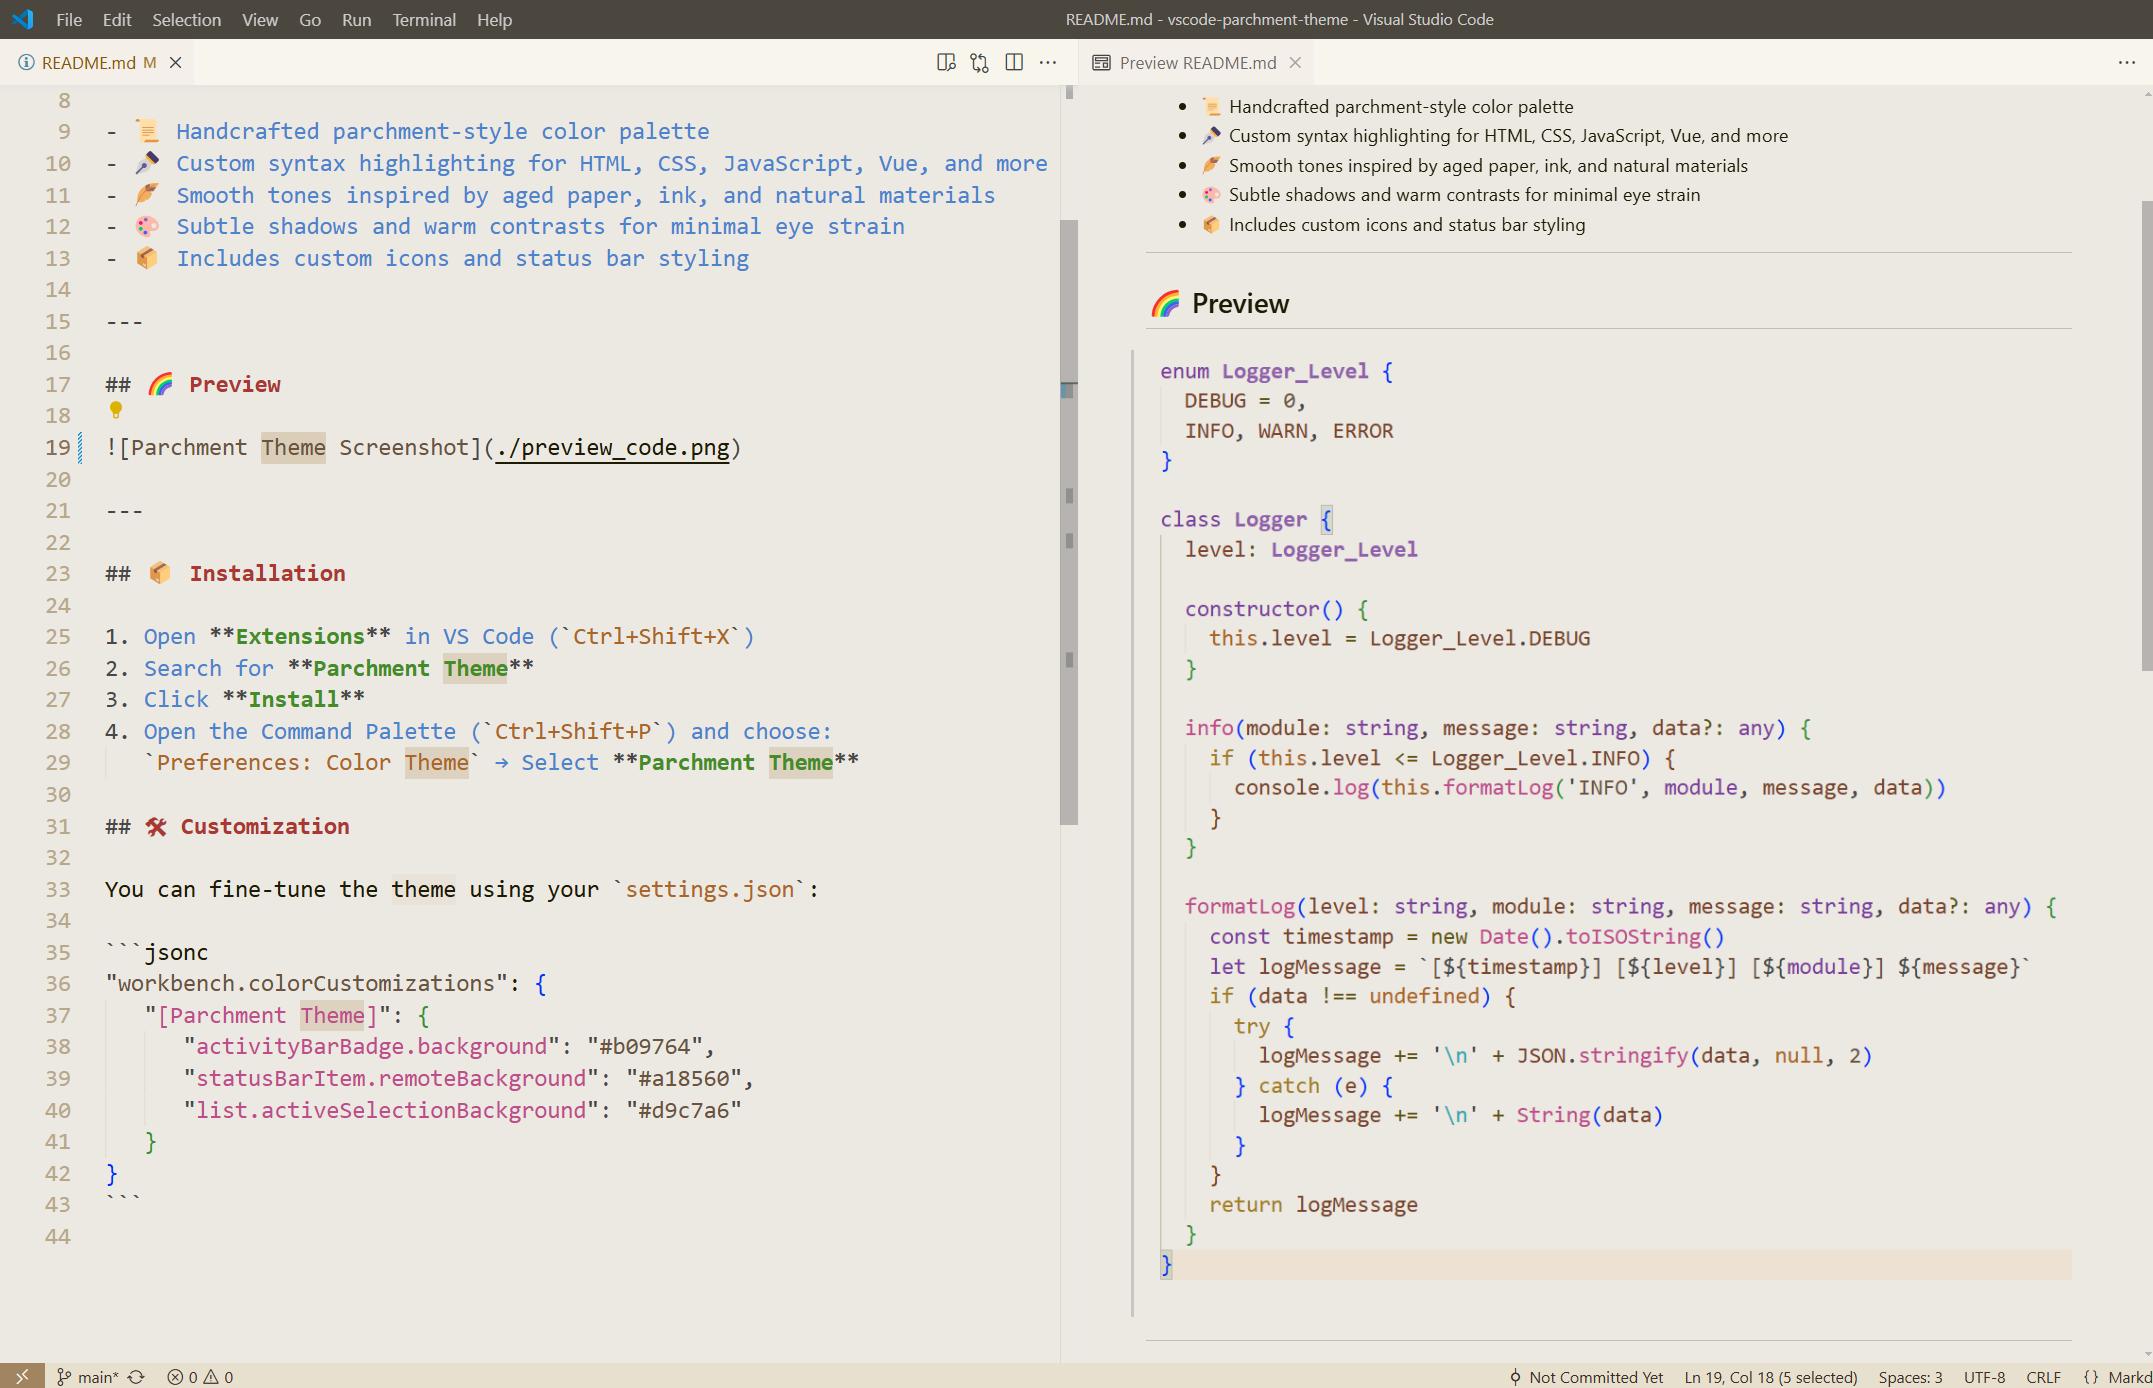 File Edit Selection View Go Run Terminal Help
README.md - vscode-parchment-theme - Visual Studio Code
README.md M
8
9 - 📜 Handcrafted parchment-style color palette
10 - 🖋️ Custom syntax highlighting for HTML, CSS, JavaScript, Vue, and more
11 - 🪶 Smooth tones inspired by aged paper, ink, and natural materials
12 - 🎨 Subtle shadows and warm contrasts for minimal eye strain
13 - 📦 Includes custom icons and status bar styling
14
15 ---
16
17 ## 🌈 Preview
18
19 ![Parchment Theme Screenshot](./preview_code.png)
20
21 ---
22
23 ## 📦 Installation
24
25 1. Open **Extensions** in VS Code (`Ctrl+Shift+X`)
26 2. Search for **Parchment Theme**
27 3. Click **Install**
28 4. Open the Command Palette (`Ctrl+Shift+P`) and choose:
29    `Preferences: Color Theme` → Select **Parchment Theme**
30
31 ## 🛠 Customization
32
33 You can fine-tune the theme using your `settings.json`:
34
35 ```jsonc
36 "workbench.colorCustomizations": {
37    "[Parchment Theme]": {
38       "activityBarBadge.background": "#b09764",
39       "statusBarItem.remoteBackground": "#a18560",
40       "list.activeSelectionBackground": "#d9c7a6"
41    }
42 }
43 ```
44
Preview README.md
• 📜 Handcrafted parchment-style color palette
• 🖋️ Custom syntax highlighting for HTML, CSS, JavaScript, Vue, and more
• 🪶 Smooth tones inspired by aged paper, ink, and natural materials
• 🎨 Subtle shadows and warm contrasts for minimal eye strain
• 📦 Includes custom icons and status bar styling
🌈 Preview
enum Logger_Level {
  DEBUG = 0,
  INFO, WARN, ERROR
}
class Logger {
  level: Logger_Level
  constructor() {
    this.level = Logger_Level.DEBUG
  }
  info(module: string, message: string, data?: any) {
    if (this.level <= Logger_Level.INFO) {
      console.log(this.formatLog('INFO', module, message, data))
    }
  }
  formatLog(level: string, module: string, message: string, data?: any) {
    const timestamp = new Date().toISOString()
    let logMessage = `[${timestamp}] [${level}] [${module}] ${message}`
    if (data !== undefined) {
      try {
        logMessage += '\n' + JSON.stringify(data, null, 2)
      } catch (e) {
        logMessage += '\n' + String(data)
      }
    }
    return logMessage
  }
}
main* 0 0
Not Committed Yet Ln 19, Col 18 (5 selected) Spaces: 3 UTF-8 CRLF {} Markd